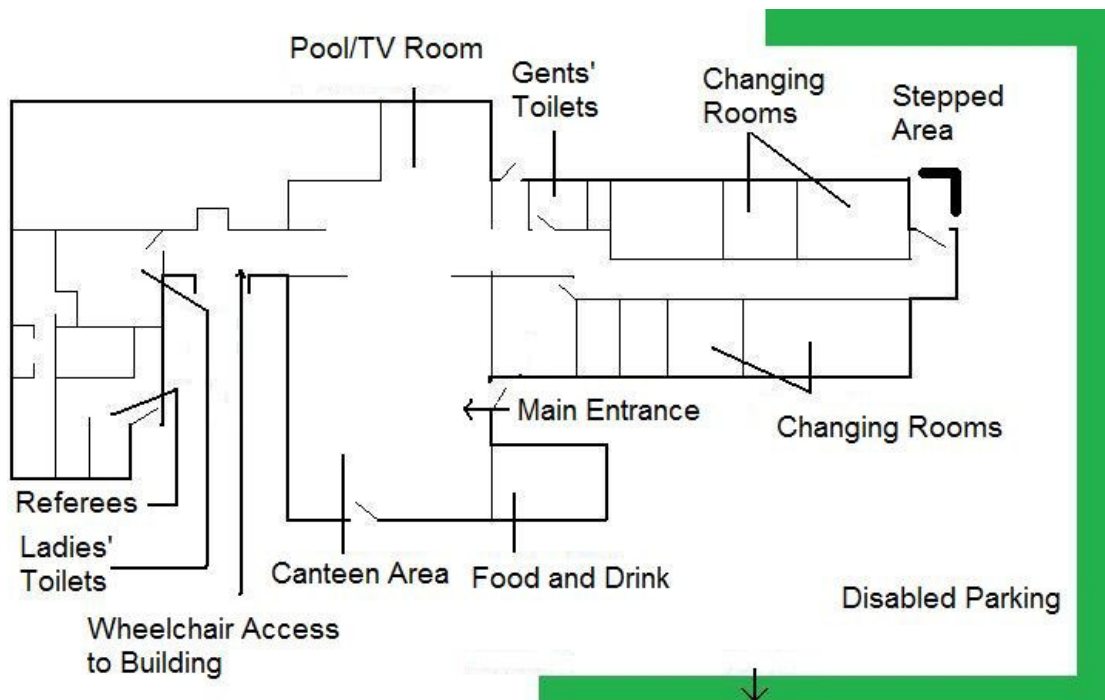 Pool/TV Room
Gents'
Toilets
Changing
Rooms
Stepped
Area
Main Entrance
Changing Rooms
Referees
Ladies'
Toilets
Canteen Area
Food and Drink
Disabled Parking
Wheelchair Access
to Building